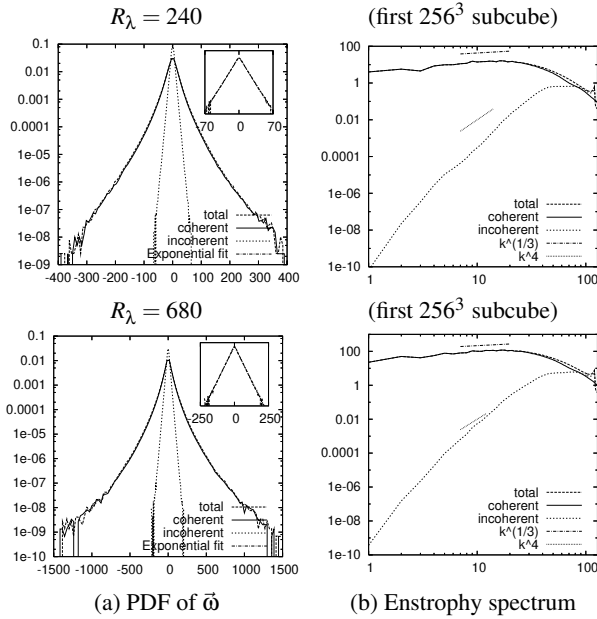 R_λ = 240
(first 256³ subcube)
0.1
0.01
0.001
0.0001
1e-05
1e-06
1e-07
1e-08
1e-09
-400 -300 -200 -100 0 100 200 300 400
70 0 70
total
coherent
incoherent
Exponential fit
100
1
0.01
0.0001
1e-06
1e-08
1e-10
1 10 100
total
coherent
incoherent
k^(1/3)
k^4
R_λ = 680
(first 256³ subcube)
0.1
0.01
0.001
0.0001
1e-05
1e-06
1e-07
1e-08
1e-09
1e-10
-1500 -1000 -500 0 500 1000 1500
-250 0 250
total
coherent
incoherent
Exponential fit
100
1
0.01
0.0001
1e-06
1e-08
1e-10
1 10 100
total
coherent
incoherent
k^(1/3)
k^4
(a) PDF of ω⃗
(b) Enstrophy spectrum